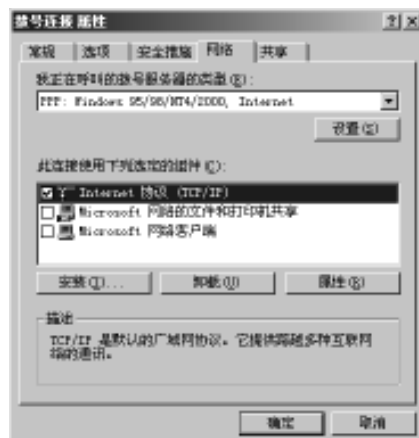 拨号连接 属性
常规 选项 安全措施 网络 共享
我正在呼叫的拨号服务器的类型(E):
PPP: Windows 95/98/NT4/2000, Internet
设置(S)
此连接使用下列选定的组件(C):
Internet 协议 (TCP/IP)
Microsoft 网络的文件和打印机共享
Microsoft 网络客户端
安装(I)... 卸载(U) 属性(R)
描述
TCP/IP 是默认的广域网协议。它提供跨越多种互联网
络的通讯。
确定 取消